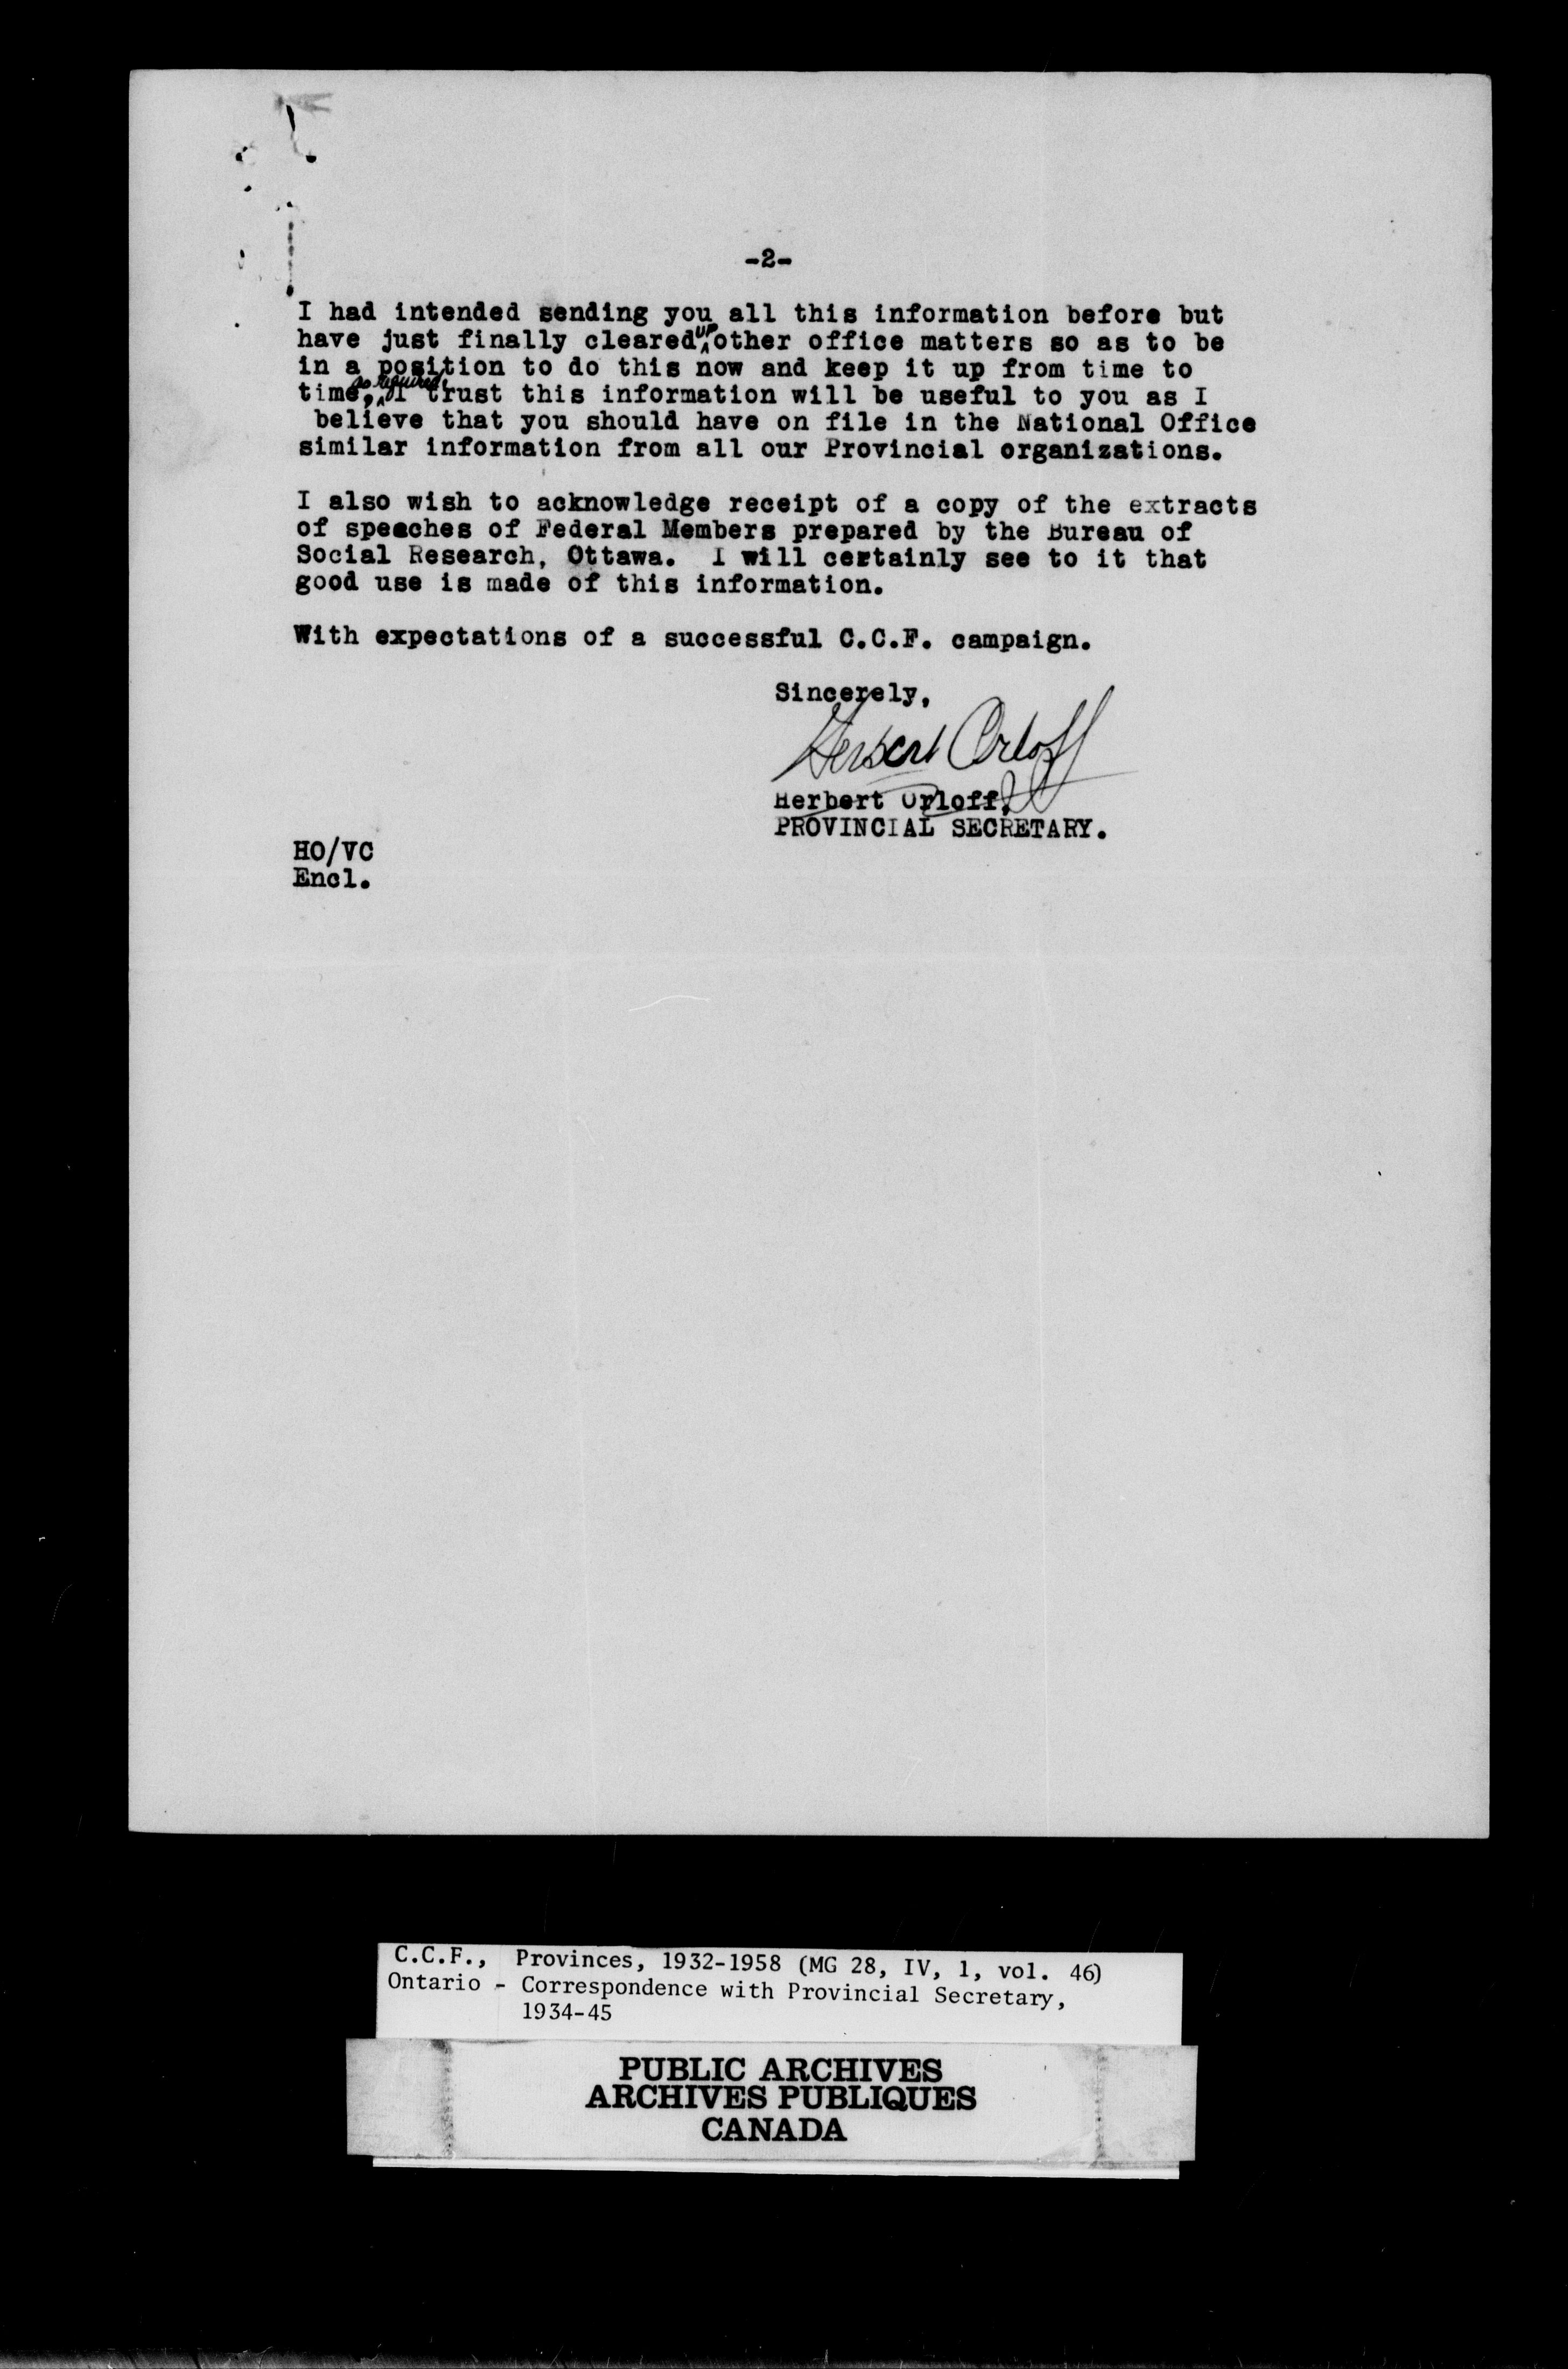 -2-
I had intended sending you all this information before but
have just finally cleared up other office matters so as to be
in a position to do this now and keep it up from time to
time, as required. I trust this information will be useful to you as I
believe that you should have on file in the National Office
similar information from all our Provincial organizations.
I also wish to acknowledge receipt of a copy of the extracts
of speeches of Federal Members prepared by the Bureau of
Social Research, Ottawa. I will certainly see to it that
good use is made of this information.
With expectations of a successful C.C.F. campaign.
Sincerely,
Herbert Orloff
Herbert Orloff,
PROVINCIAL SECRETARY.
HO/VC
Encl.
C.C.F., Provinces, 1932-1958 (MG 28, IV, 1, vol. 46)
Ontario - Correspondence with Provincial Secretary,
1934-45
PUBLIC ARCHIVES
ARCHIVES PUBLIQUES
CANADA